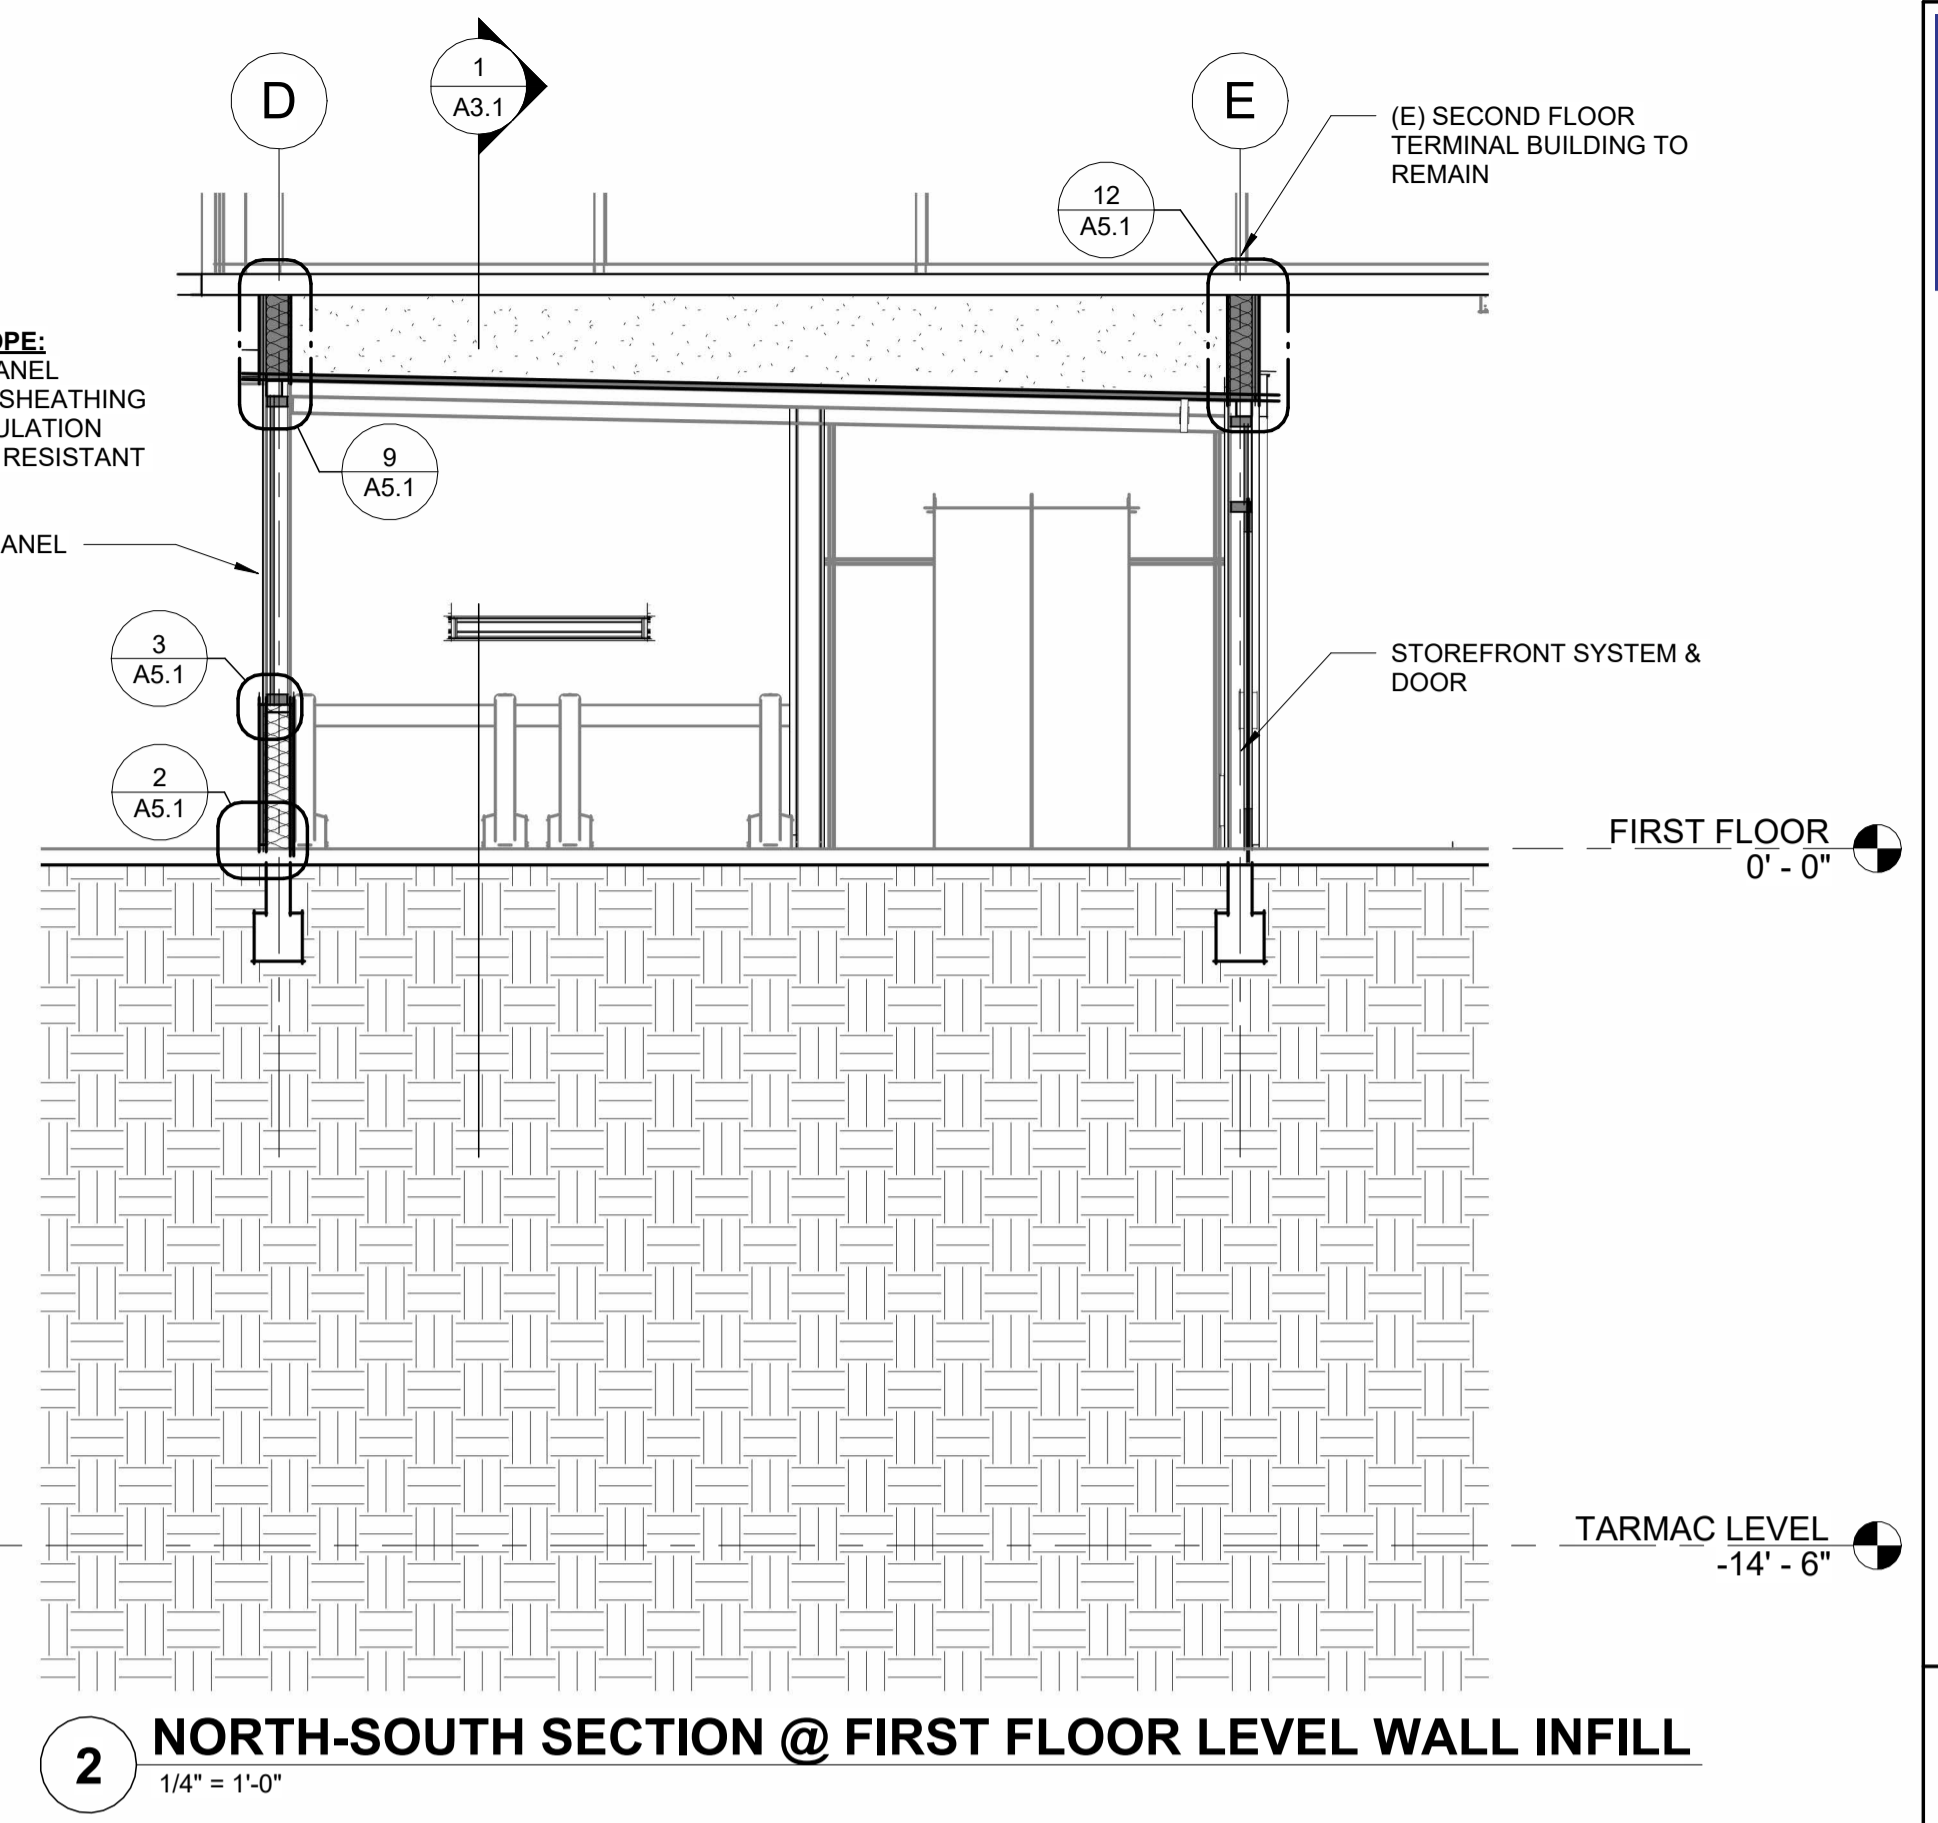 D
1
A3.1
E
(E) SECOND FLOOR
TERMINAL BUILDING TO
REMAIN
12
A5.1
OPE:
ANEL
SHEATHING
ULATION
RESISTANT
9
A5.1
ANEL
3
A5.1
STOREFRONT SYSTEM &
DOOR
2
A5.1
FIRST FLOOR
0' - 0"
TARMAC LEVEL
-14' - 6"
2
NORTH-SOUTH SECTION @ FIRST FLOOR LEVEL WALL INFILL
1/4" = 1'-0"